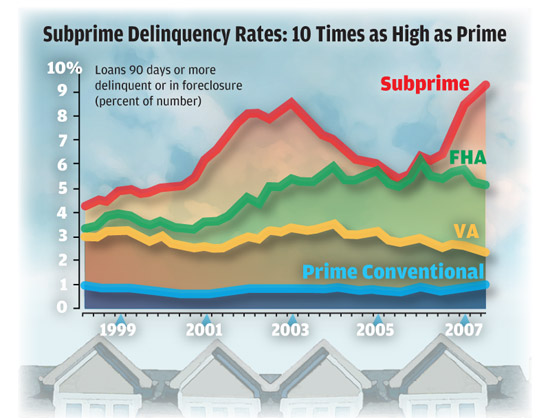 Subprime Delinquency Rates: 10 Times as High as Prime
10%
Loans 90 days or more
delinquent or in foreclosure
(percent of number)
Subprime
FHA
VA
Prime Conventional
9
8
7
6
5
4
3
2
1
0
1999 2001 2003 2005 2007